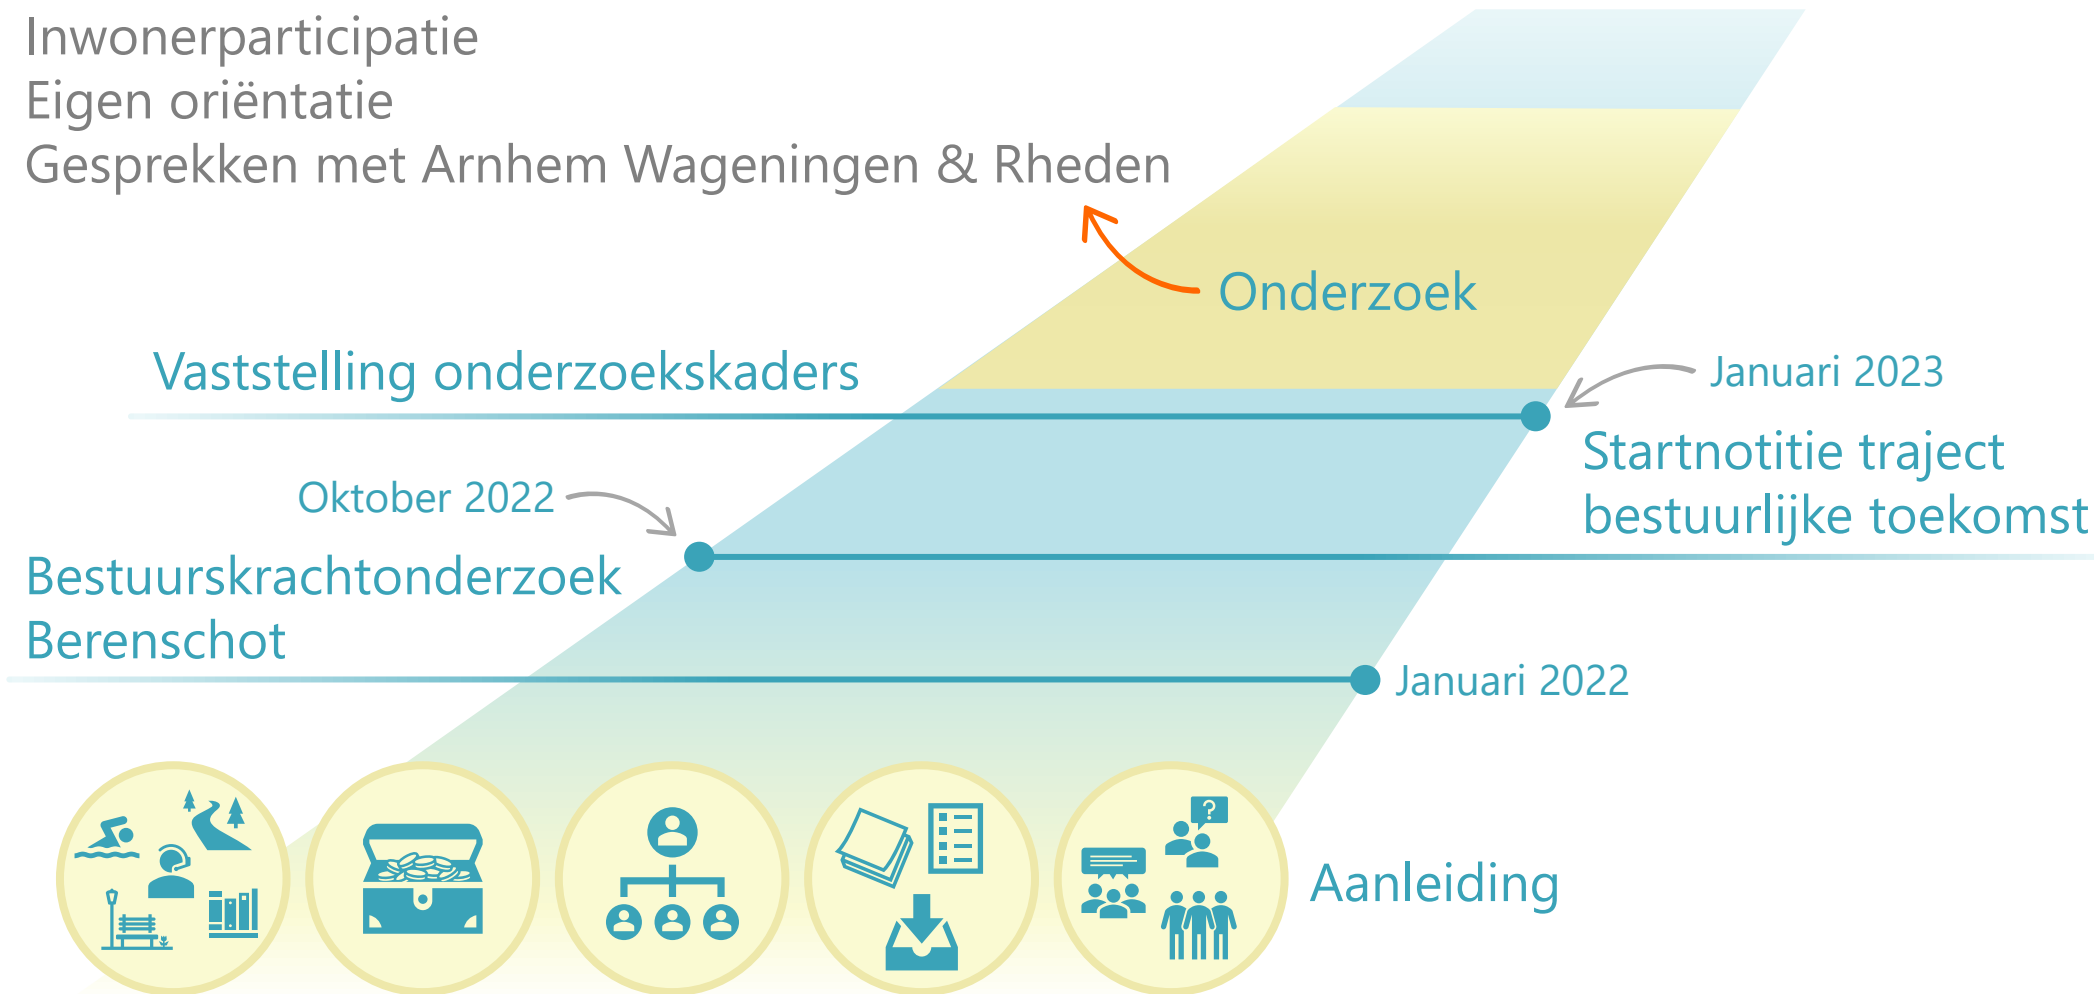 Inwonerparticipatie
Eigen oriëntatie
Gesprekken met Arnhem Wageningen & Rheden
Onderzoek
Vaststelling onderzoekskaders
Januari 2023
Startnotitie traject
bestuurlijke toekomst
Oktober 2022
Bestuurskrachtonderzoek
Berenschot
Januari 2022
?
Aanleiding